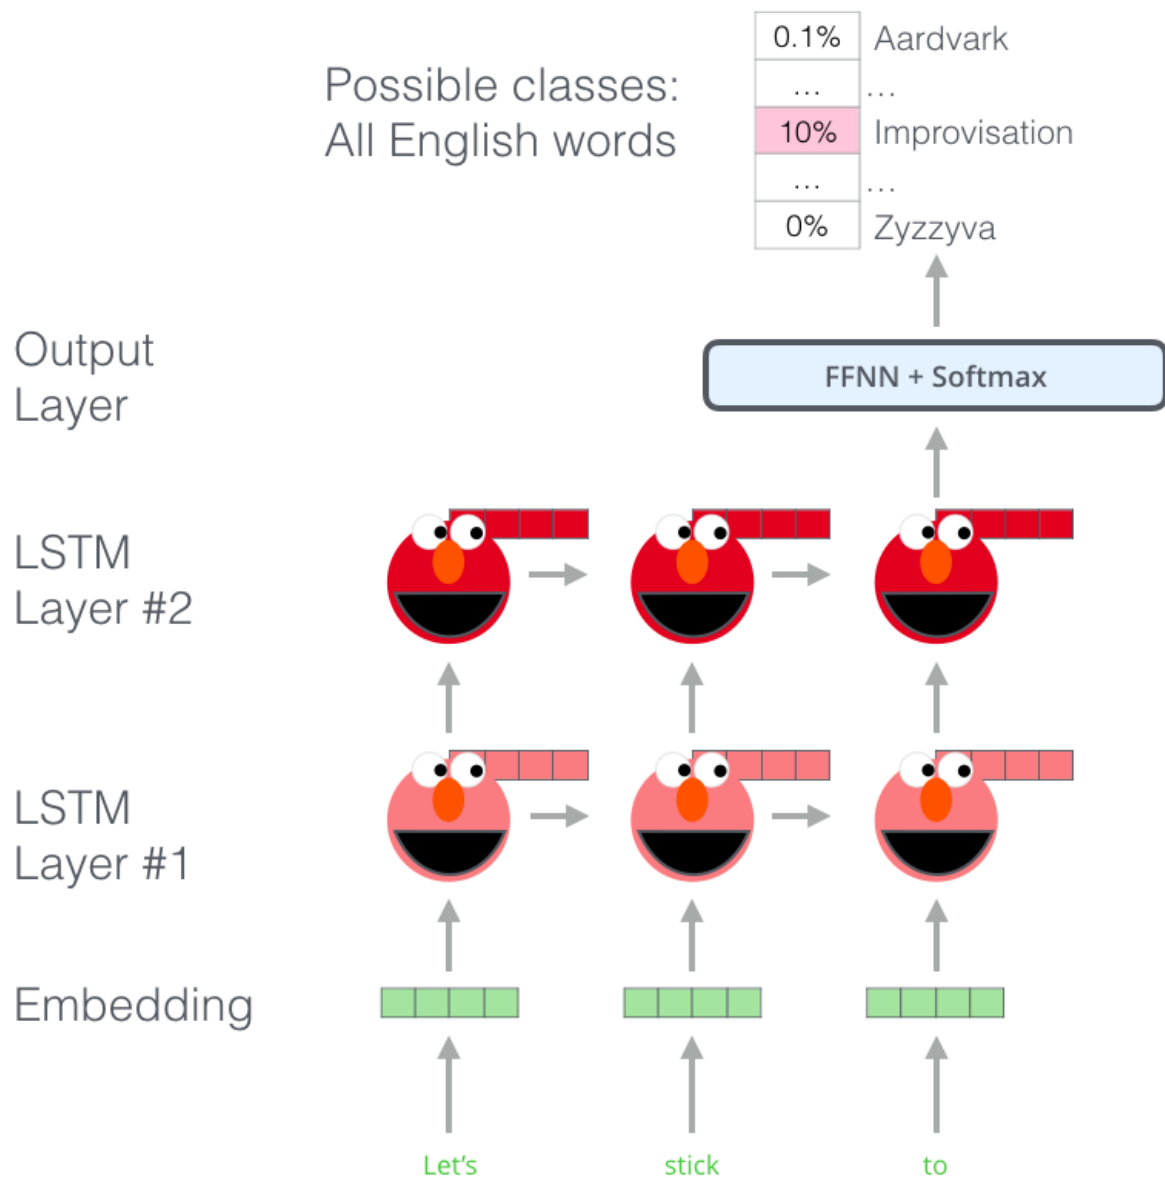 0.1% Aardvark
Possible classes:
... ...
All English words
10% Improvisation
... ...
0% Zyzzyva
Output
Layer
FFNN + Softmax
LSTM
Layer #2
LSTM
Layer #1
Embedding
Let's stick to